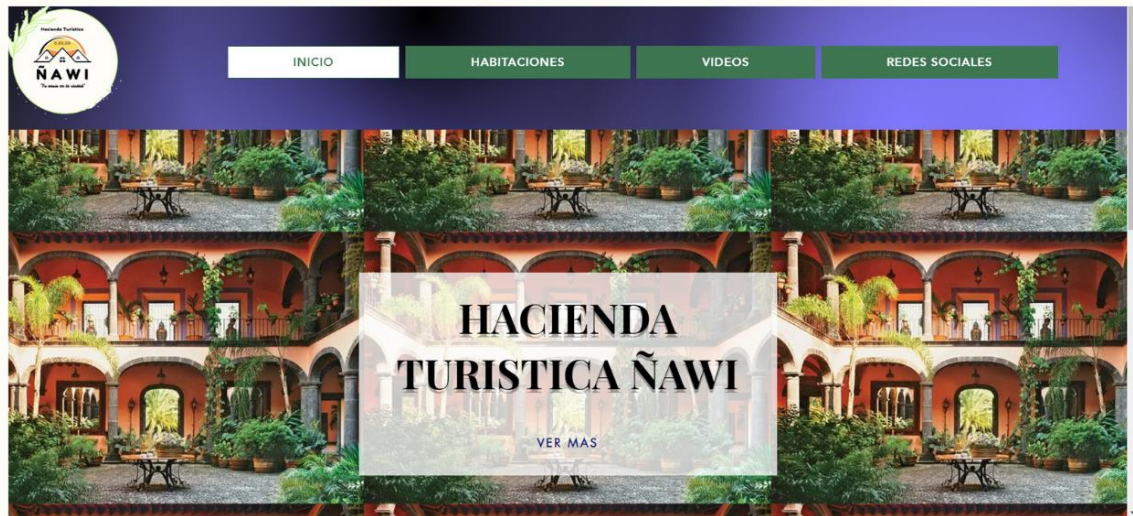 Hacienda Turística
ÑAWI
INICIO
HABITACIONES
VIDEOS
REDES SOCIALES
HACIENDA
TURISTICA ÑAWI
VER MAS